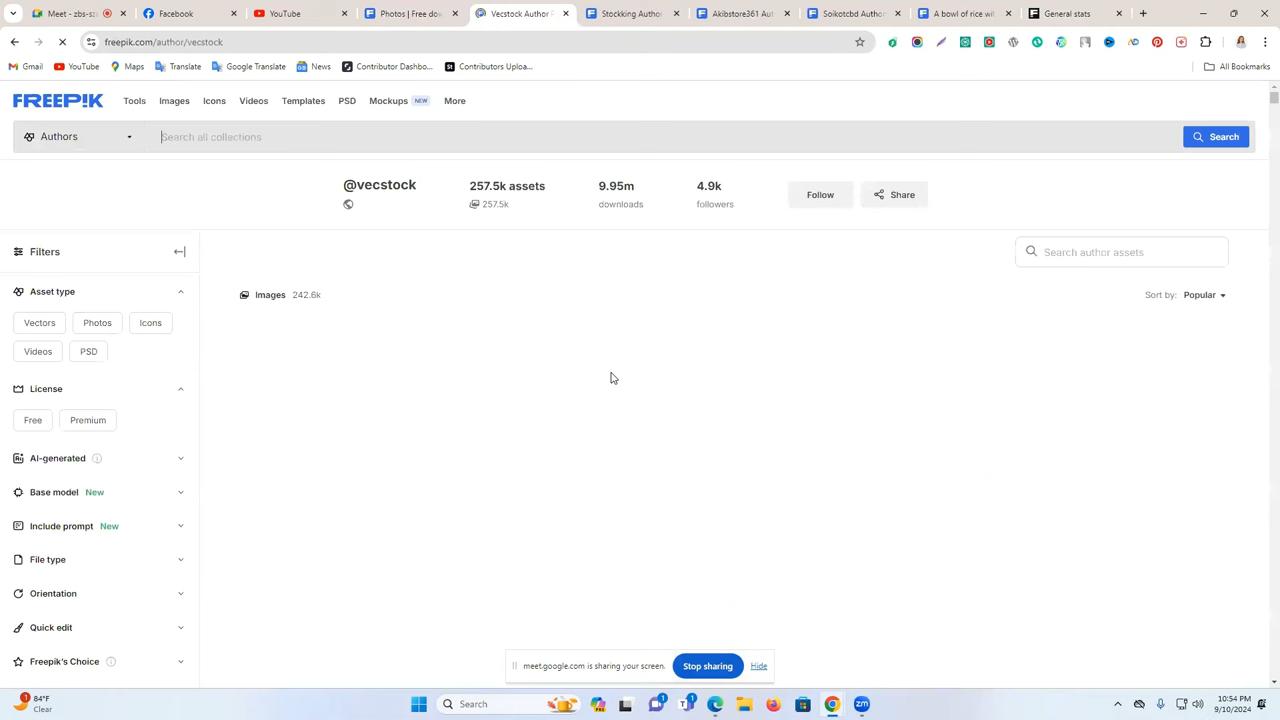 Meet - zbs-sz
Facebook
YouTube
Photos | Free d
Vecstock Author P
Stockking Autho
Akibstore361 Aut
Soikotcbd Author
A bowl of rice wi
General stats
freepik.com/author/vecstock
Gmail
YouTube
Maps
Translate
Google Translate
News
Contributor Dashbo...
Contributors Uploa...
All Bookmarks
FREEPIK
Tools
Images
Icons
Videos
Templates
PSD
Mockups NEW
More
Authors
Search all collections
Search
@vecstock
257.5k assets
9.95m
4.9k
257.5k
downloads
followers
Follow
Share
Filters
Search author assets
Asset type
Images 242.6k
Sort by: Popular
Vectors
Photos
Icons
Videos
PSD
License
Free
Premium
AI-generated
Base model New
Include prompt New
File type
Orientation
Quick edit
Freepik's Choice
meet.google.com is sharing your screen.
Stop sharing
Hide
84°F
Clear
Search
10:54 PM
9/10/2024